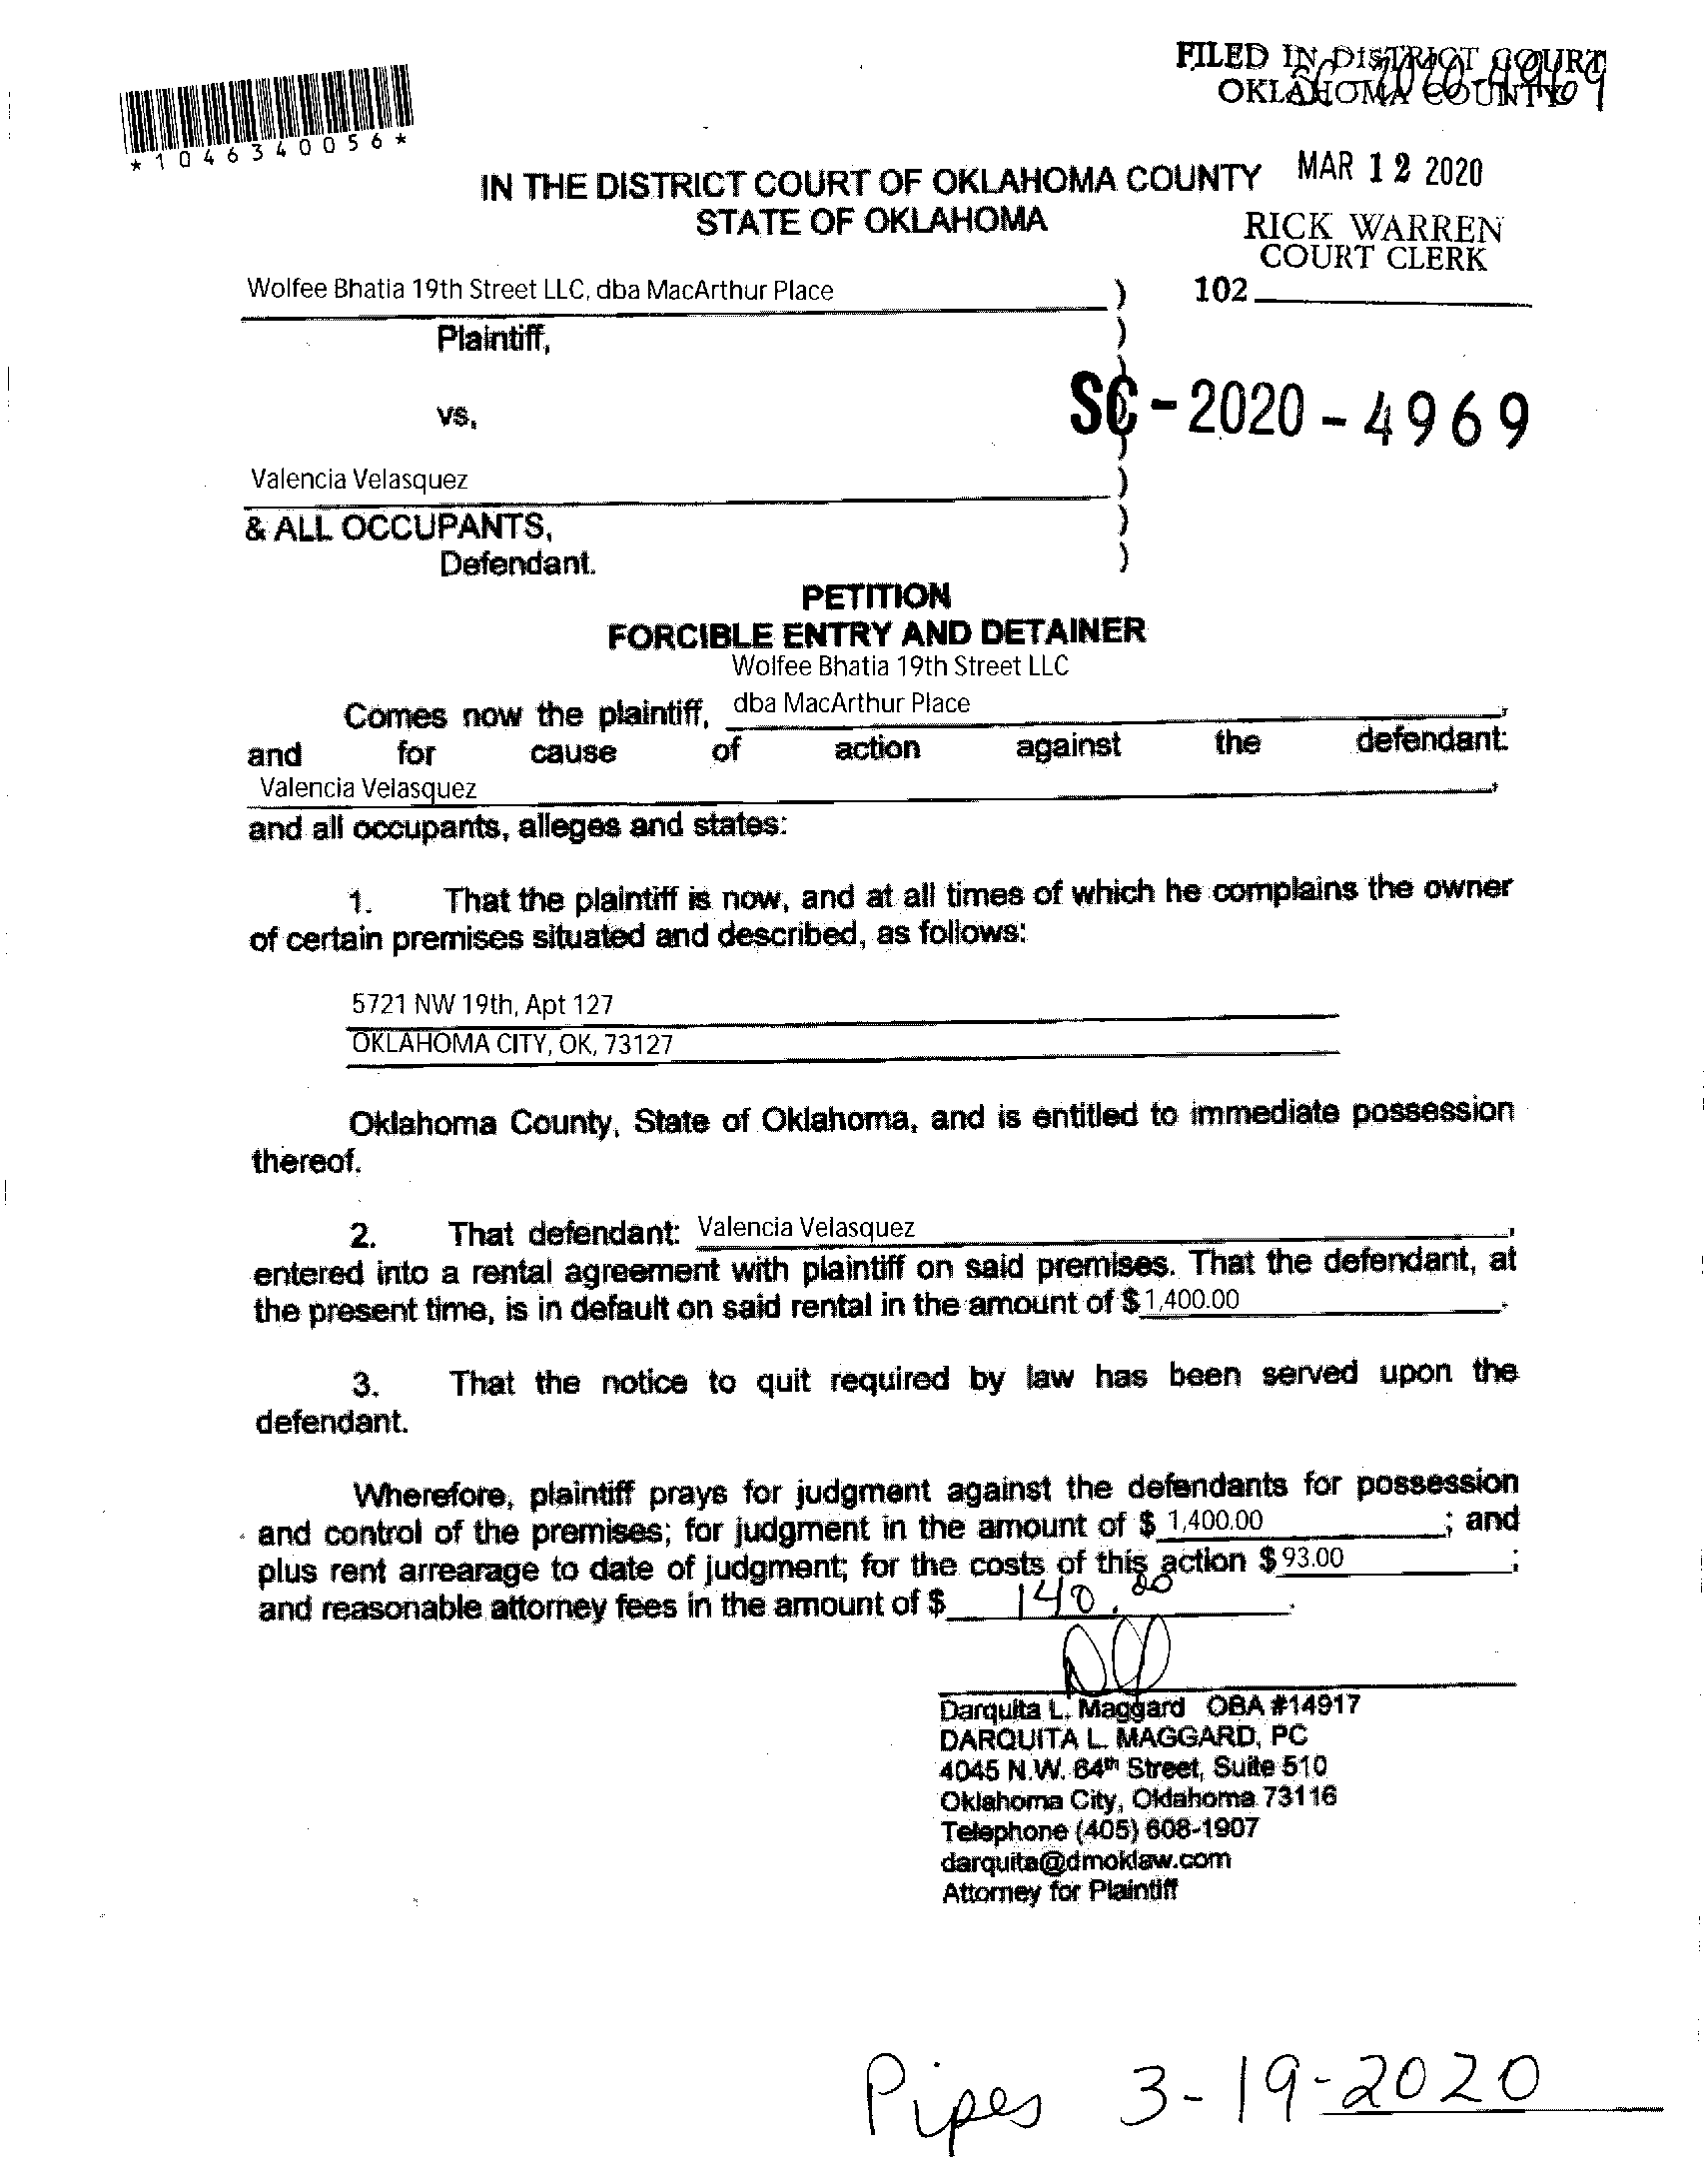 FILED IN DISTRICT COURT
OKLAHOMA COUNTY
SC-2020-4969
*1046340056*
IN THE DISTRICT COURT OF OKLAHOMA COUNTY
STATE OF OKLAHOMA
MAR 12 2020
RICK WARREN
COURT CLERK
102
Wolfee Bhatia 19th Street LLC, dba MacArthur Place )
Plaintiff, )
)
vs.
SC-2020-4969
)
Valencia Velasquez )
& ALL OCCUPANTS, )
Defendant. )
PETITION
FORCIBLE ENTRY AND DETAINER
Wolfee Bhatia 19th Street LLC
Comes now the plaintiff, dba MacArthur Place ,
and for cause of action against the defendant:
Valencia Velasquez ,
and all occupants, alleges and states:
1. That the plaintiff is now, and at all times of which he complains the owner
of certain premises situated and described, as follows:
5721 NW 19th, Apt 127
OKLAHOMA CITY, OK, 73127
Oklahoma County, State of Oklahoma, and is entitled to immediate possession
thereof.
2. That defendant: Valencia Velasquez ,
entered into a rental agreement with plaintiff on said premises. That the defendant, at
the present time, is in default on said rental in the amount of $1,400.00 .
3. That the notice to quit required by law has been served upon the
defendant.
Wherefore, plaintiff prays for judgment against the defendants for possession
and control of the premises; for judgment in the amount of $ 1,400.00 ; and
plus rent arrearage to date of judgment; for the costs of this action $93.00 ;
and reasonable attorney fees in the amount of $ 140.00 .
Darquita L. Maggard OBA #14917
DARQUITA L. MAGGARD, PC
4045 N.W. 64th Street, Suite 510
Oklahoma City, Oklahoma 73116
Telephone (405) 608-1907
darquita@dmoklaw.com
Attorney for Plaintiff
Pipes 3-19-2020